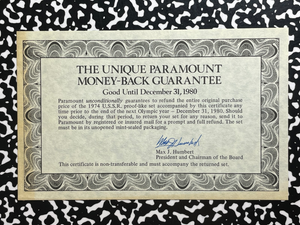 THE UNIQUE PARAMOUNT
MONEY-BACK GUARANTEE
Good Until December 31, 1980
Paramount unconditionally guarantees to refund the entire original purchase
price of the 1974 U.S.S.R. proof-like set accompanied by this certificate any
time prior to the end of the next Olympic year — December 31, 1980. Should
you decide, during that period, to return your set for any reason, send it to
Paramount by registered or insured mail for a prompt and full refund. The set
must be in its unopened mint-sealed packaging.
Max J. Humbert
Max J. Humbert
President and Chairman of the Board
This certificate is non-transferable and must accompany the returned set.